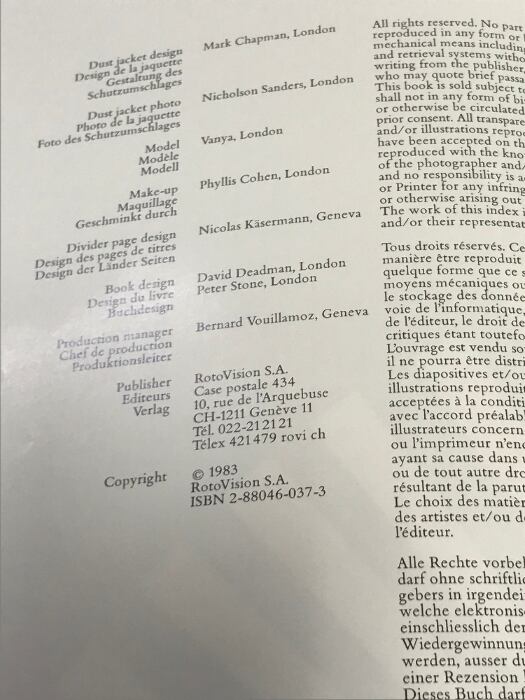 Dust jacket design
Design de la jaquette
Gestaltung des
Schutzumschlages
Mark Chapman, London
Dust jacket photo
Photo de la jaquette
Foto des Schutzumschlages
Nicholson Sanders, London
Model
Modèle
Modell
Vanya, London
Make-up
Maquillage
Geschminkt durch
Phyllis Cohen, London
Divider page design
Design des pages de titres
Design der Länder Seiten
Nicolas Käsermann, Geneva
Book design
Design du livre
Buchdesign
David Deadman, London
Peter Stone, London
Production manager
Chef de production
Produktionsleiter
Bernard Vouillamoz, Geneva
Publisher
Editeurs
Verlag
RotoVision S.A.
Case postale 434
10, rue de l'Arquebuse
CH-1211 Genève 11
Tél. 022-212121
Télex 421479 rovi ch
Copyright
© 1983
RotoVision S.A.
ISBN 2-88046-037-3
All rights reserved. No part
reproduced in any form or
mechanical means including
and retrieval systems witho
writing from the publisher,
who may quote brief passa
This book is sold subject t
shall not in any form of bi
or otherwise be circulated
prior consent. All transpare
and/or illustrations repro
have been accepted on th
reproduced with the kno
of the photographer and/
and no responsibility is a
or Printer for any infring
or otherwise arising out
The work of this index i
and/or their representat
Tous droits réservés. Ce
manière être reproduit
quelque forme que ce s
moyens mécaniques ou
le stockage des donnée
voie de l'informatique,
de l'éditeur, le droit de
critiques étant toutefo
L'ouvrage est vendu so
il ne pourra être distri
Les diapositives et/ou
illustrations reproduit
acceptées à la conditi
avec l'accord préalab
illustrateurs concern
ou l'imprimeur n'enc
ayant sa cause dans u
ou de tout autre dro
résultant de la parut
Le choix des matièr
des artistes et/ou d
l'éditeur.
Alle Rechte vorbel
darf ohne schriftlic
gebers in irgendei
welche elektronis
einschliesslich der
Wiedergewinnung
werden, ausser du
einer Rezension
Dieses Buch darf